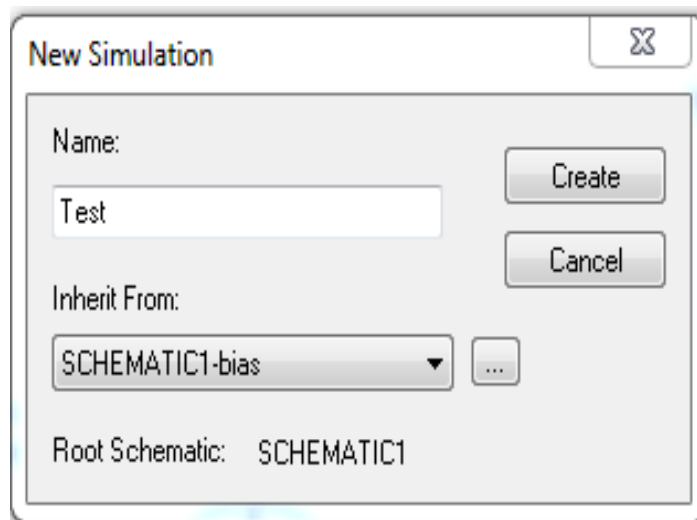 New Simulation
Name:
Create
Test
Cancel
Inherit From:
SCHEMATIC1-bias
...
Root Schematic: SCHEMATIC1